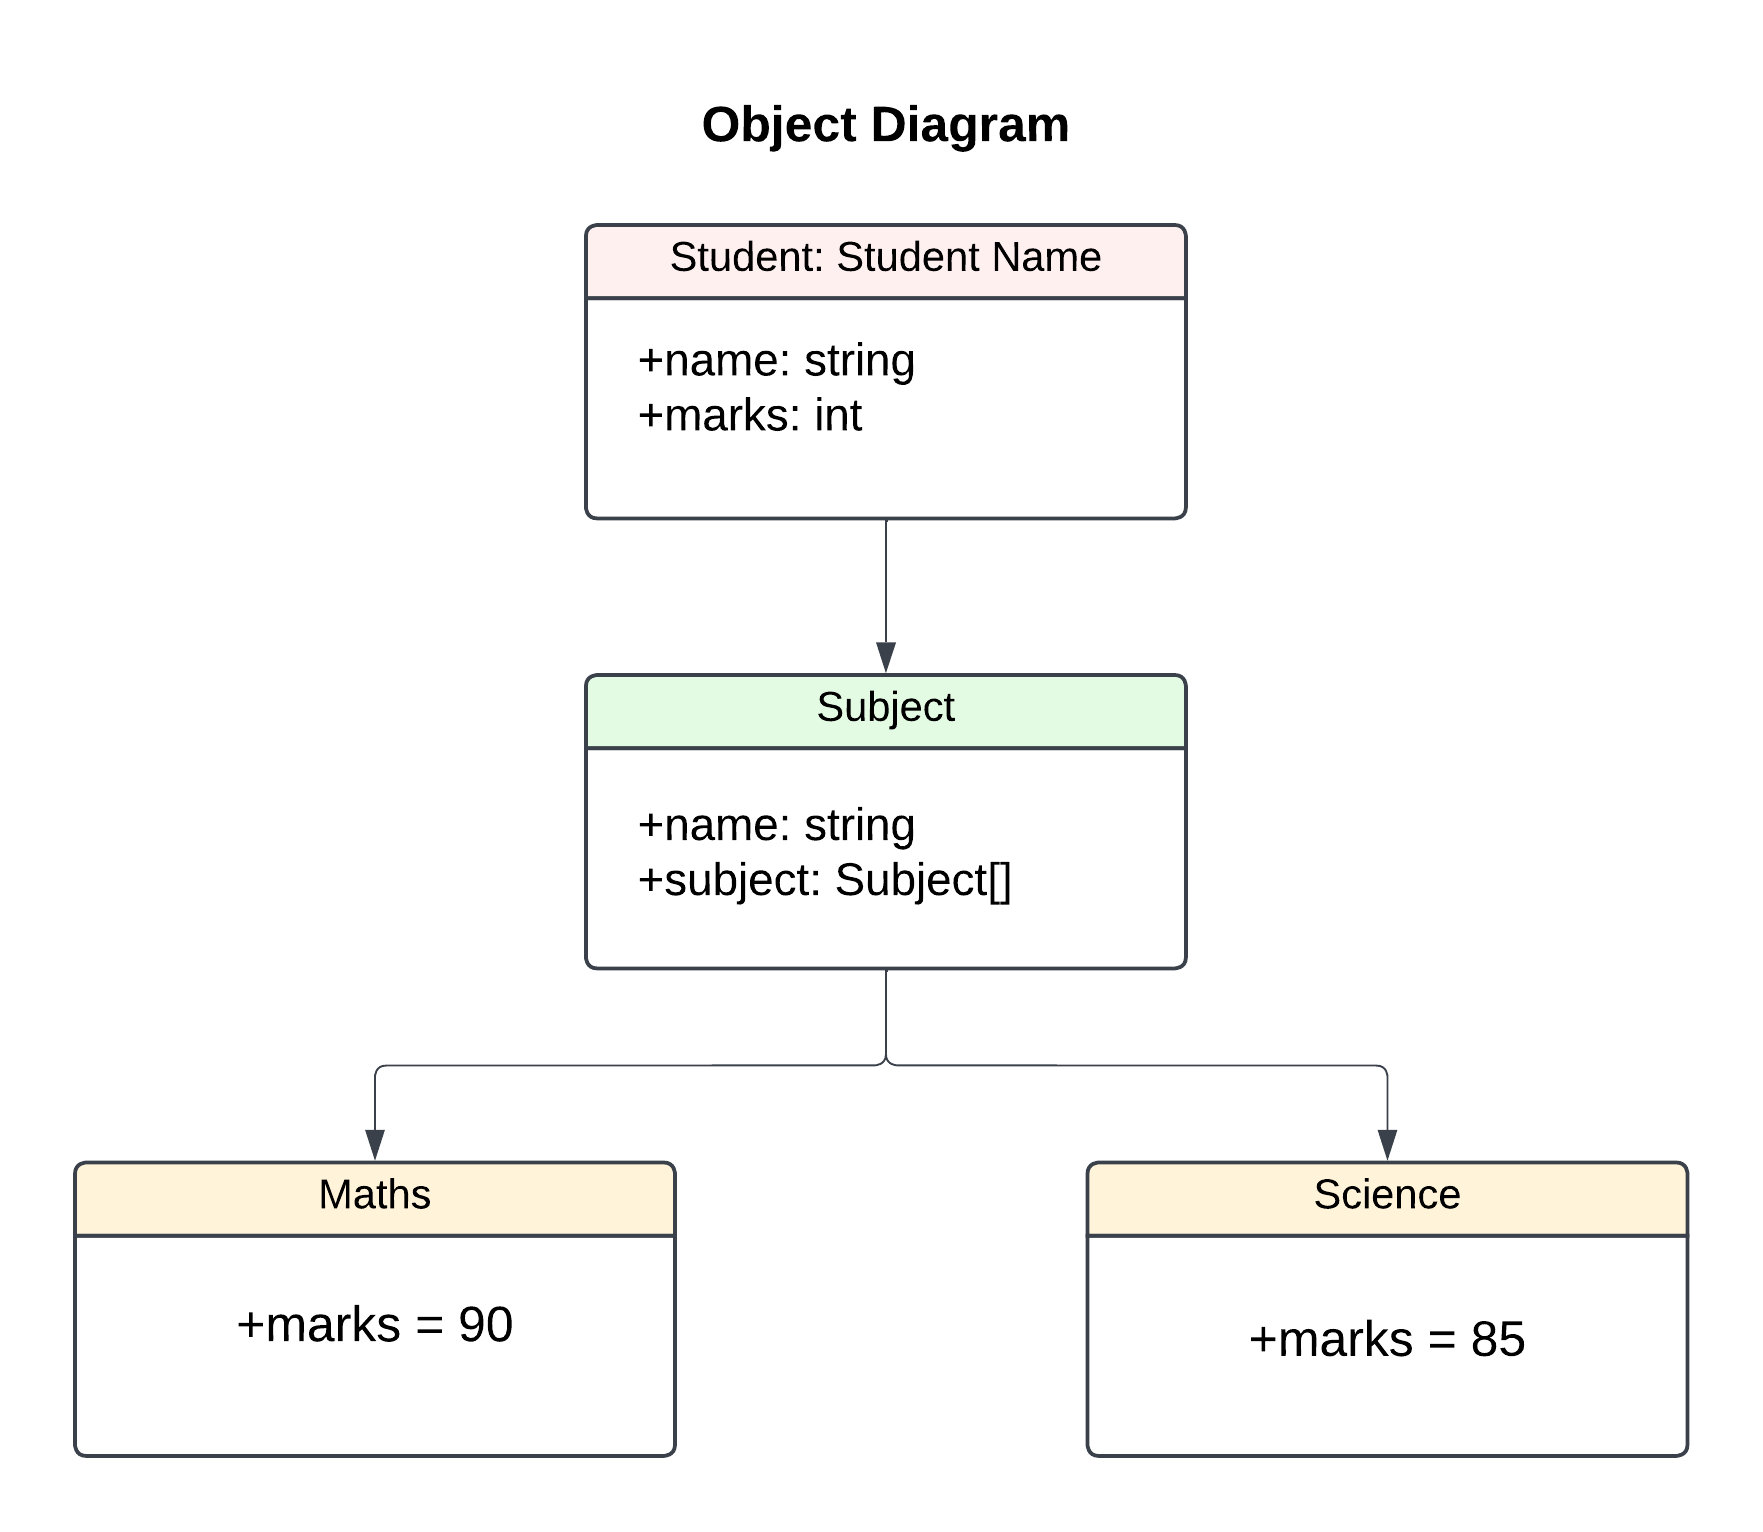 Object Diagram
Student: Student Name
+name: string
+marks: int
Subject
+name: string
+subject: Subject[]
Maths
+marks = 90
Science
+marks = 85